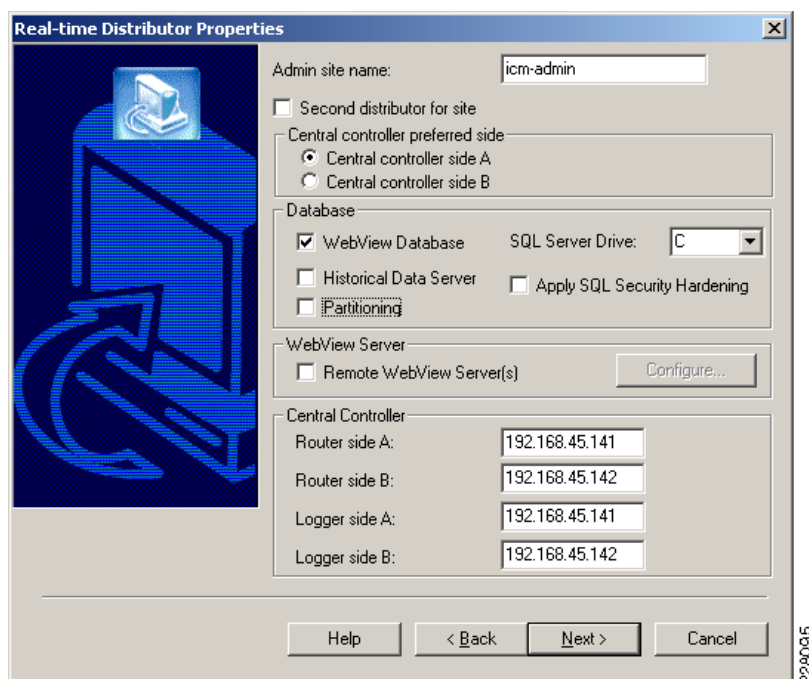 Real-time Distributor Properties
Admin site name: icm-admin
Second distributor for site
Central controller preferred side
Central controller side A
Central controller side B
Database
WebView Database SQL Server Drive: C
Historical Data Server Apply SQL Security Hardening
Partitioning
WebView Server
Remote WebView Server(s) Configure...
Central Controller
Router side A: 192.168.45.141
Router side B: 192.168.45.142
Logger side A: 192.168.45.141
Logger side B: 192.168.45.142
Help < Back Next > Cancel